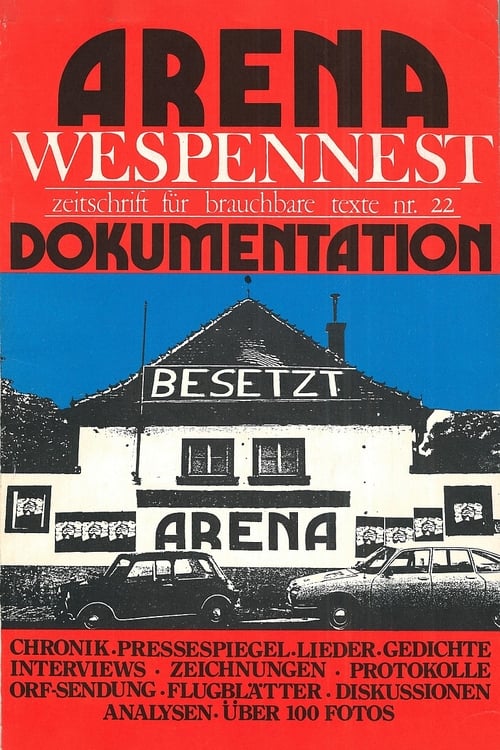 ARENA
WESPENNEST
zeitschrift für brauchbare texte nr. 22
DOKUMENTATION
BESETZT
ARENA
CHRONIK·PRESSESPIEGEL·LIEDER·GEDICHTE
INTERVIEWS · ZEICHNUNGEN · PROTOKOLLE
ORF-SENDUNG·FLUGBLÄTTER·DISKUSSIONEN
ANALYSEN·ÜBER 100 FOTOS